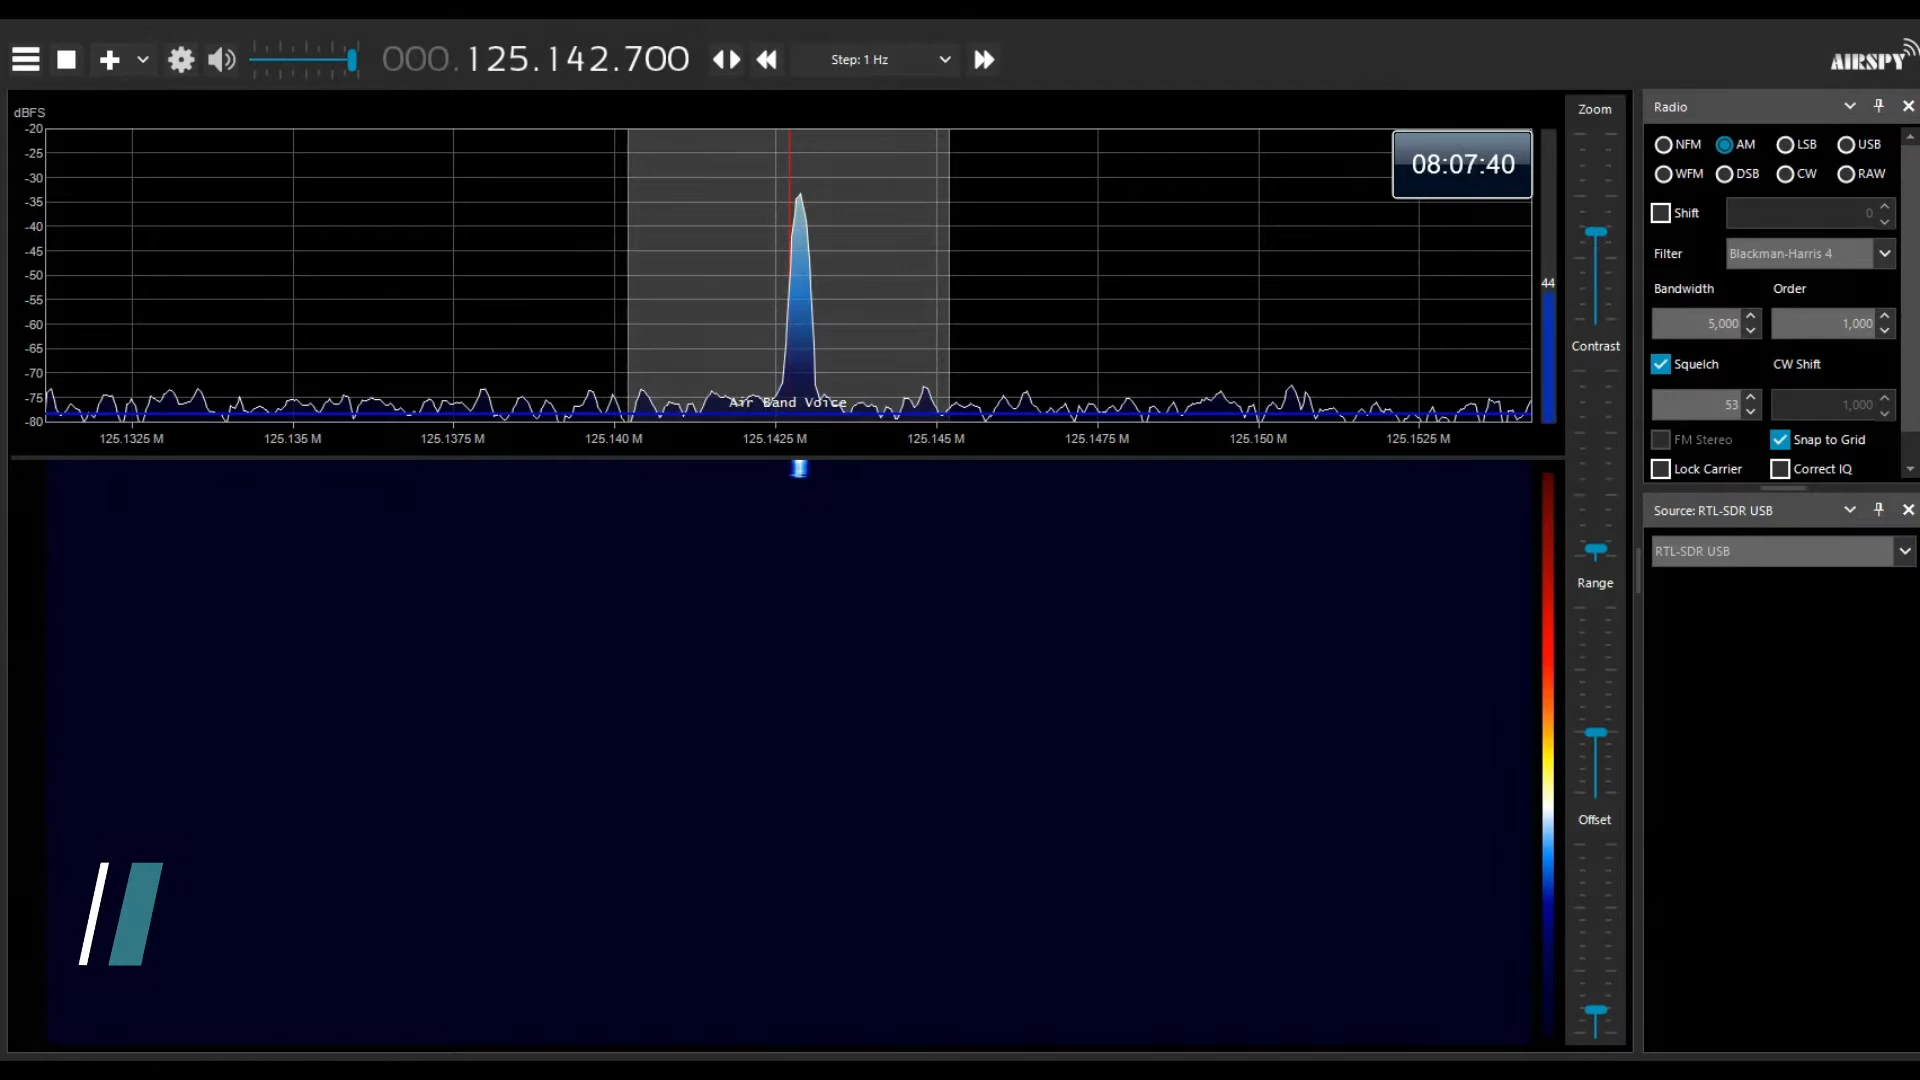 000.125.142.700
Step: 1 Hz
AIRSPY
dBFS
-20
-25
-30
-35
-40
-45
-50
-55
-60
-65
-70
-75
-80
08:07:40
44
Air Band Voice
125.1325 M
125.135 M
125.1375 M
125.140 M
125.1425 M
125.145 M
125.1475 M
125.150 M
125.1525 M
Zoom
Contrast
Range
Offset
Radio
NFM AM LSB USB
WFM DSB CW RAW
Shift 0
Filter Blackman-Harris 4
Bandwidth Order
5,000 1,000
Squelch CW Shift
53 1,000
FM Stereo Snap to Grid
Lock Carrier Correct IQ
Source: RTL-SDR USB
RTL-SDR USB